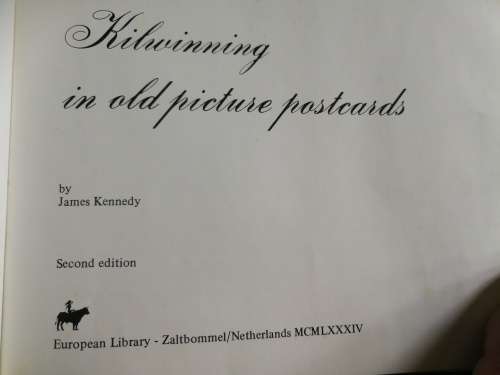 Kilwinning
in old picture postcards
by
James Kennedy
Second edition
European Library - Zaltbommel/Netherlands MCMLXXXIV